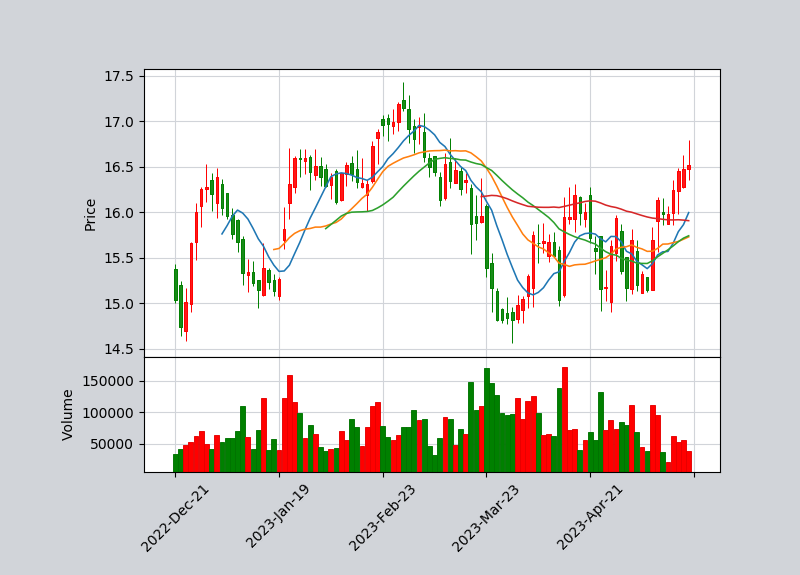 17.5
17.0
16.5
16.0
15.5
15.0
14.5
Price
150000
100000
50000
Volume
2022-Dec-21
2023-Jan-19
2023-Feb-23
2023-Mar-23
2023-Apr-21